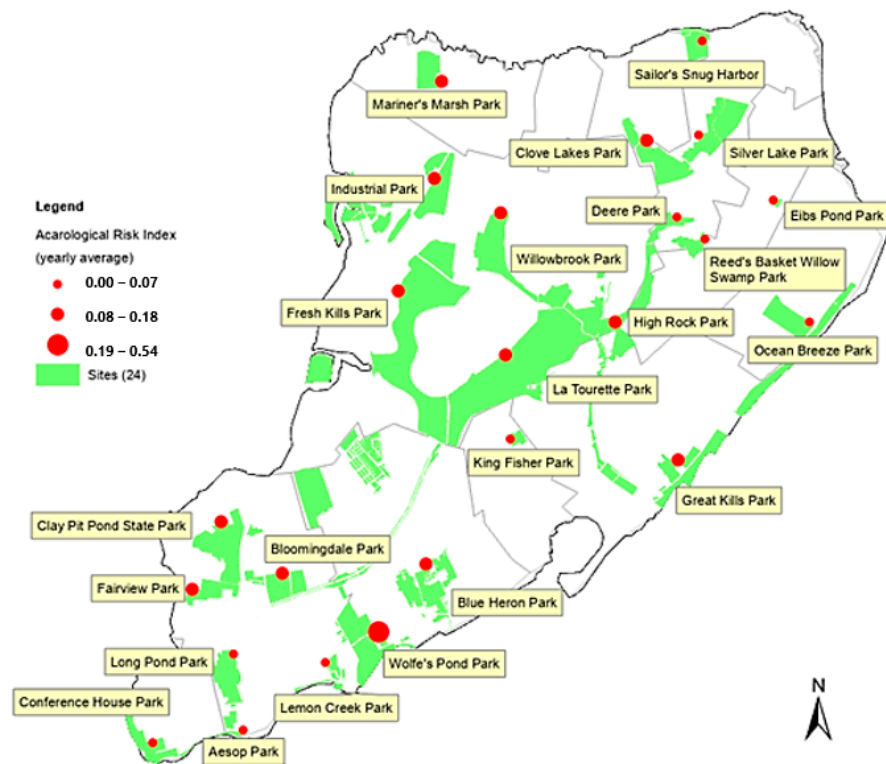 Sailor's Snug Harbor
Mariner's Marsh Park
Clove Lakes Park
Silver Lake Park
Industrial Park
Deere Park
Eibs Pond Park
Legend
Acarological Risk Index
(yearly average)
0.00 – 0.07
0.08 – 0.18
0.19 – 0.54
Sites (24)
Willowbrook Park
Reed's Basket Willow
Swamp Park
Fresh Kills Park
High Rock Park
Ocean Breeze Park
La Tourette Park
King Fisher Park
Great Kills Park
Clay Pit Pond State Park
Bloomingdale Park
Fairview Park
Blue Heron Park
Long Pond Park
Wolfe's Pond Park
Conference House Park
Lemon Creek Park
Aesop Park
N